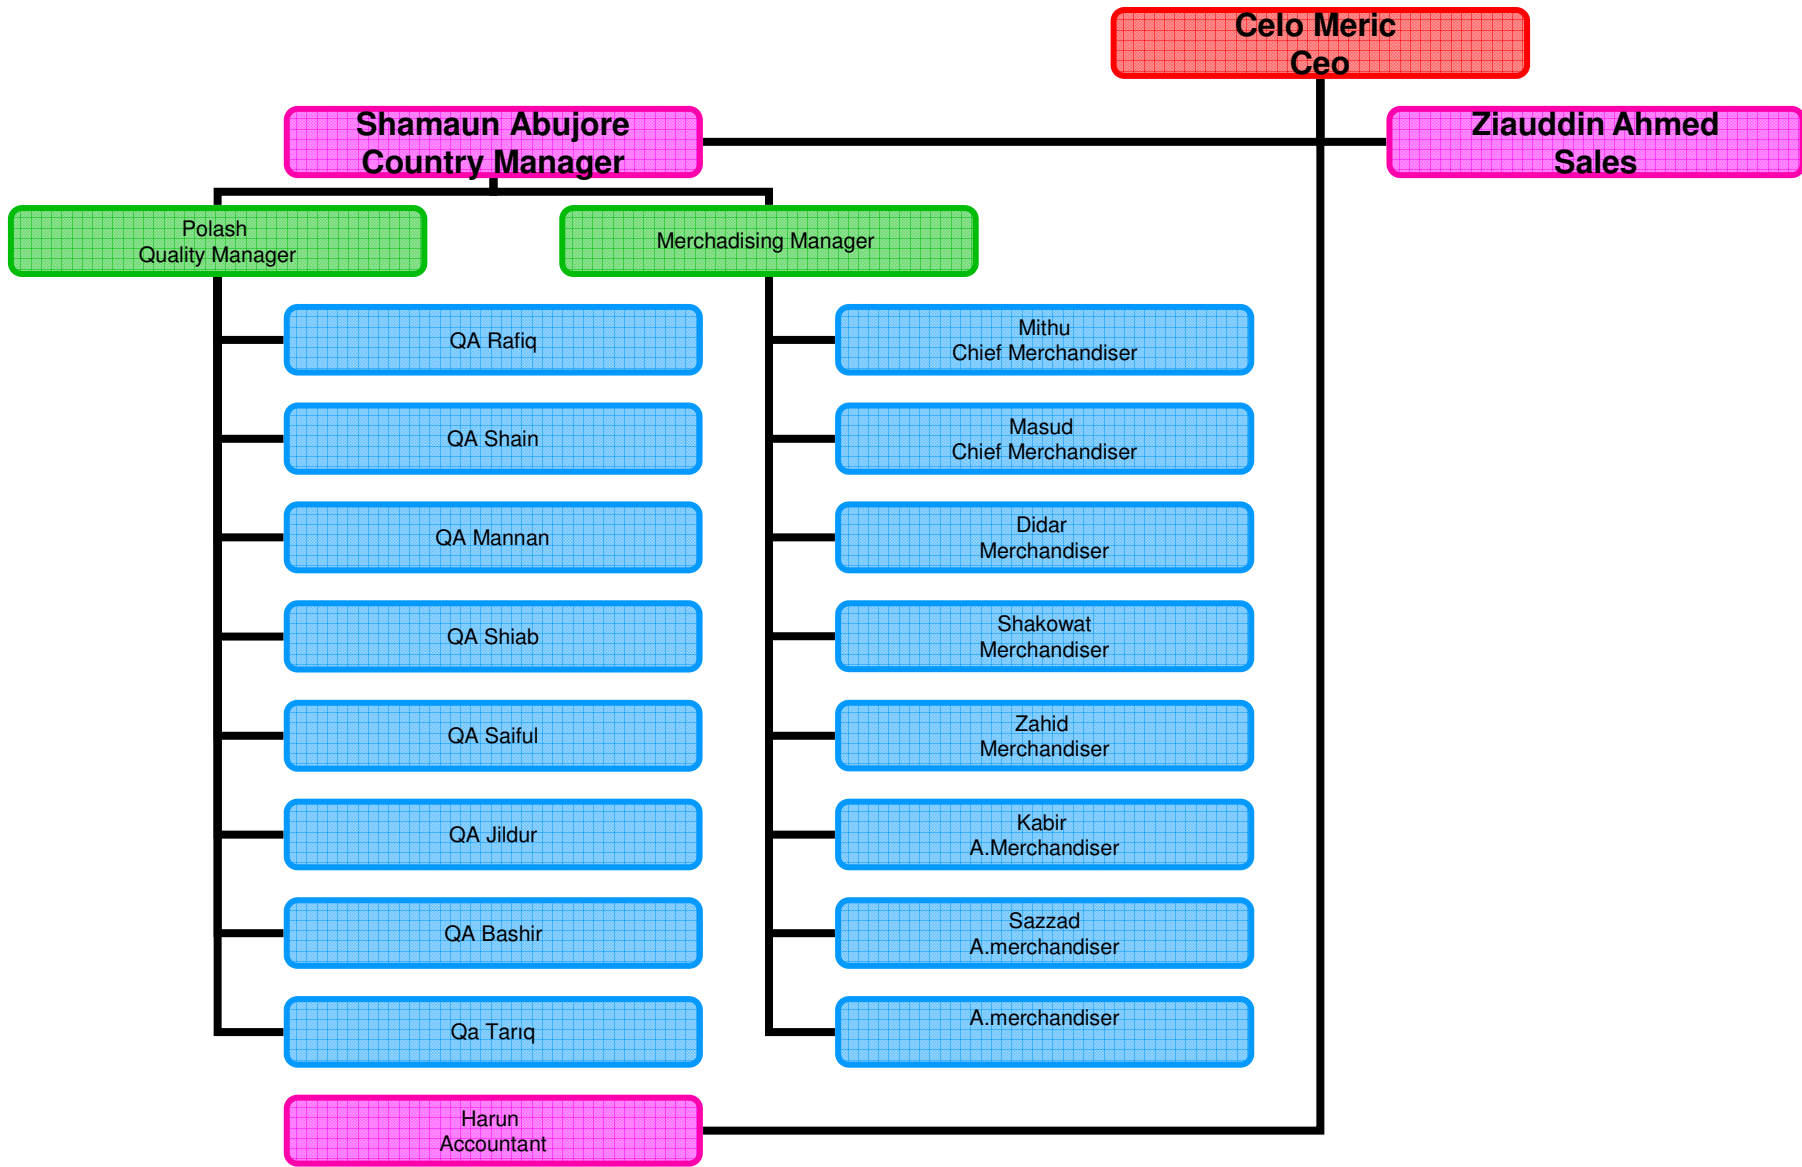 Celo Meric
Ceo
Shamaun Abujore
Country Manager
Ziauddin Ahmed
Sales
Polash
Quality Manager
Merchadising Manager
QA Rafiq
Mithu
Chief Merchandiser
QA Shain
Masud
Chief Merchandiser
QA Mannan
Didar
Merchandiser
QA Shiab
Shakowat
Merchandiser
QA Saiful
Zahid
Merchandiser
QA Jildur
Kabir
A.Merchandiser
QA Bashir
Sazzad
A.merchandiser
Qa Tarıq
A.merchandiser
Harun
Accountant